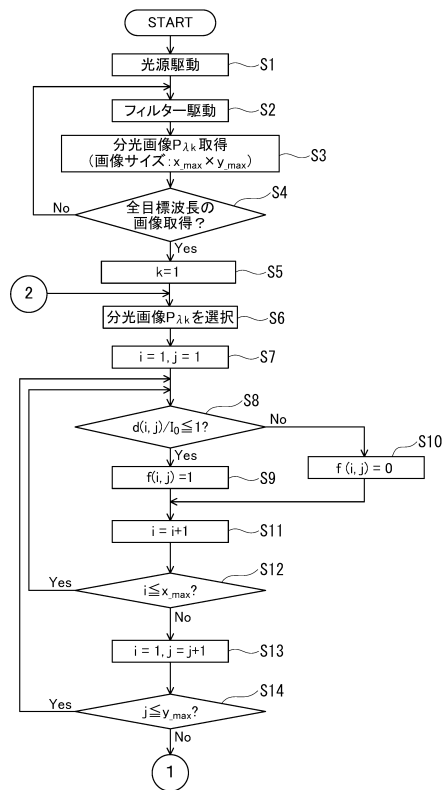 START
光源駆動
S1
フィルター駆動
S2
分光画像Pλk取得
(画像サイズ:x_max×y_max)
S3
S4
全目標波長の
画像取得？
No
Yes
k=1
S5
2
分光画像Pλkを選択
S6
i = 1, j = 1
S7
S8
d(i, j)/I0≦1?
No
Yes
S10
f(i, j) =1
S9
f (i, j) = 0
i = i+1
S11
S12
Yes
i≦x_max?
No
i = 1, j = j+1
S13
S14
Yes
j≦y_max?
No
1